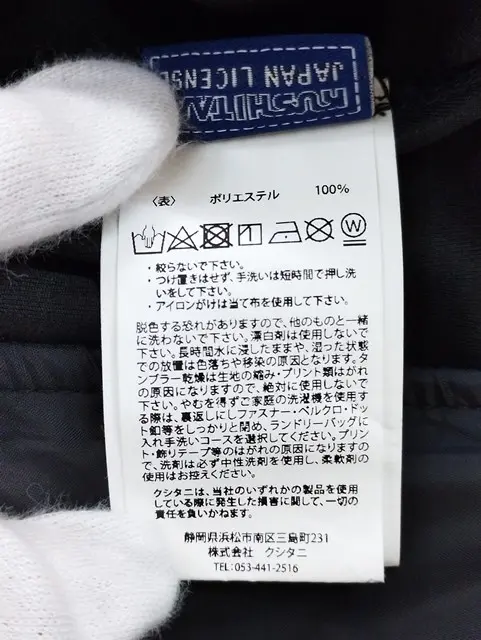 KUSHITANI
JAPAN LICENSE
〈表〉 ポリエステル 100%
・絞らないで下さい。
・つけ置きはせず、手洗いは短時間で押し洗
いをして下さい。
・アイロンがけは当て布を使用して下さい。
脱色する恐れがありますので、他のものと一緒
に洗わないで下さい。漂白剤は使用しないで
下さい。長時間水に浸したままや、湿った状態
での放置は色落ちや移染の原因となります。タ
ンブラー乾燥は生地の縮み・プリント類はがれ
の原因になりますので、絶対に使用しないで
下さい。やむを得ずご家庭の洗濯機を使用す
る際は、裏返しにしファスナー・ベルクロ・ドッ
ト釦等をしっかりと閉め、ランドリーバッグに
入れ手洗いコースを選択してください。プリン
ト・飾りテープ等のはがれの原因になりますの
で、洗剤は必ず中性洗剤を使用し、柔軟剤の
使用はお控えください。
クシタニは、当社のいずれかの製品を使用
している際に発生した損害に関して、一切の
責任を負いかねます。
静岡県浜松市南区三島町231
株式会社 クシタニ
TEL:053-441-2516